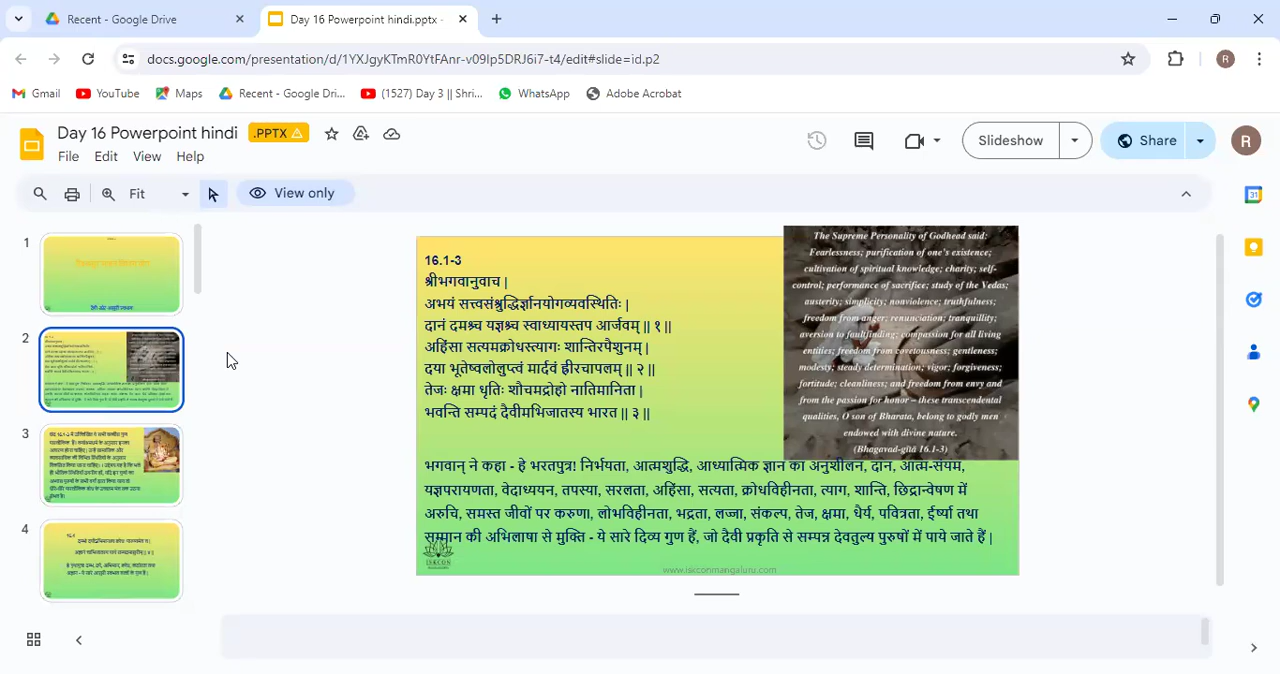 Recent - Google Drive
Day 16 Powerpoint hindi.pptx -
docs.google.com/presentation/d/1YXJgyKTmR0YtFAnr-v09Ip5DRJ6i7-t4/edit#slide=id.p2
R
Gmail YouTube Maps Recent - Google Dri... (1527) Day 3 || Shri... WhatsApp Adobe Acrobat
Day 16 Powerpoint hindi .PPTX
File Edit View Help
Slideshow Share R
Fit View only
31
1
2
3
4
16.1-3
श्रीभगवानुवाच |
अभयं सत्त्वसंश्रुद्धिर्ज्ञानयोगव्यवस्थितिः |
दानं दमश्र्च यज्ञश्र्च स्वाध्यायस्तप आर्जवम् || १ ||
अहिंसा सत्यमक्रोधस्त्यागः शान्तिरपैशुनम् |
दया भूतेष्वलोलुप्त्वं मार्दवं ह्रीरचापलम् || २ ||
तेजः क्षमा धृतिः शौचमद्रोहो नातिमानिता |
भवन्ति सम्पदं दैवीमभिजातस्य भारत || ३ ||
The Supreme Personality of Godhead said:
Fearlessness; purification of one's existence;
cultivation of spiritual knowledge; charity; self-
control; performance of sacrifice; study of the Vedas;
austerity; simplicity; nonviolence; truthfulness;
freedom from anger; renunciation; tranquility;
aversion to faultfinding; compassion for all living
entities; freedom from covetousness; gentleness;
modesty; steady determination; vigor; forgiveness;
fortitude; cleanliness; and freedom from envy and
from the passion for honor – these transcendental
qualities, O son of Bharata, belong to godly men
endowed with divine nature.
(Bhagavad-gītā 16.1-3)
भगवान् ने कहा - हे भरतपुत्र! निर्भयता, आत्मशुद्धि, आध्यात्मिक ज्ञान का अनुशीलन, दान, आत्म-संयम,
यज्ञपरायणता, वेदाध्ययन, तपस्या, सरलता, अहिंसा, सत्यता, क्रोधविहीनता, त्याग, शान्ति, छिद्रान्वेषण में
अरुचि, समस्त जीवों पर करुणा, लोभविहीनता, भद्रता, लज्जा, संकल्प, तेज, क्षमा, धैर्य, पवित्रता, ईर्ष्या तथा
सम्मान की अभिलाषा से मुक्ति - ये सारे दिव्य गुण हैं, जो दैवी प्रकृति से सम्पन्न देवतुल्य पुरुषों में पाये जाते हैं |
ISKCON
www.iskconmangaluru.com